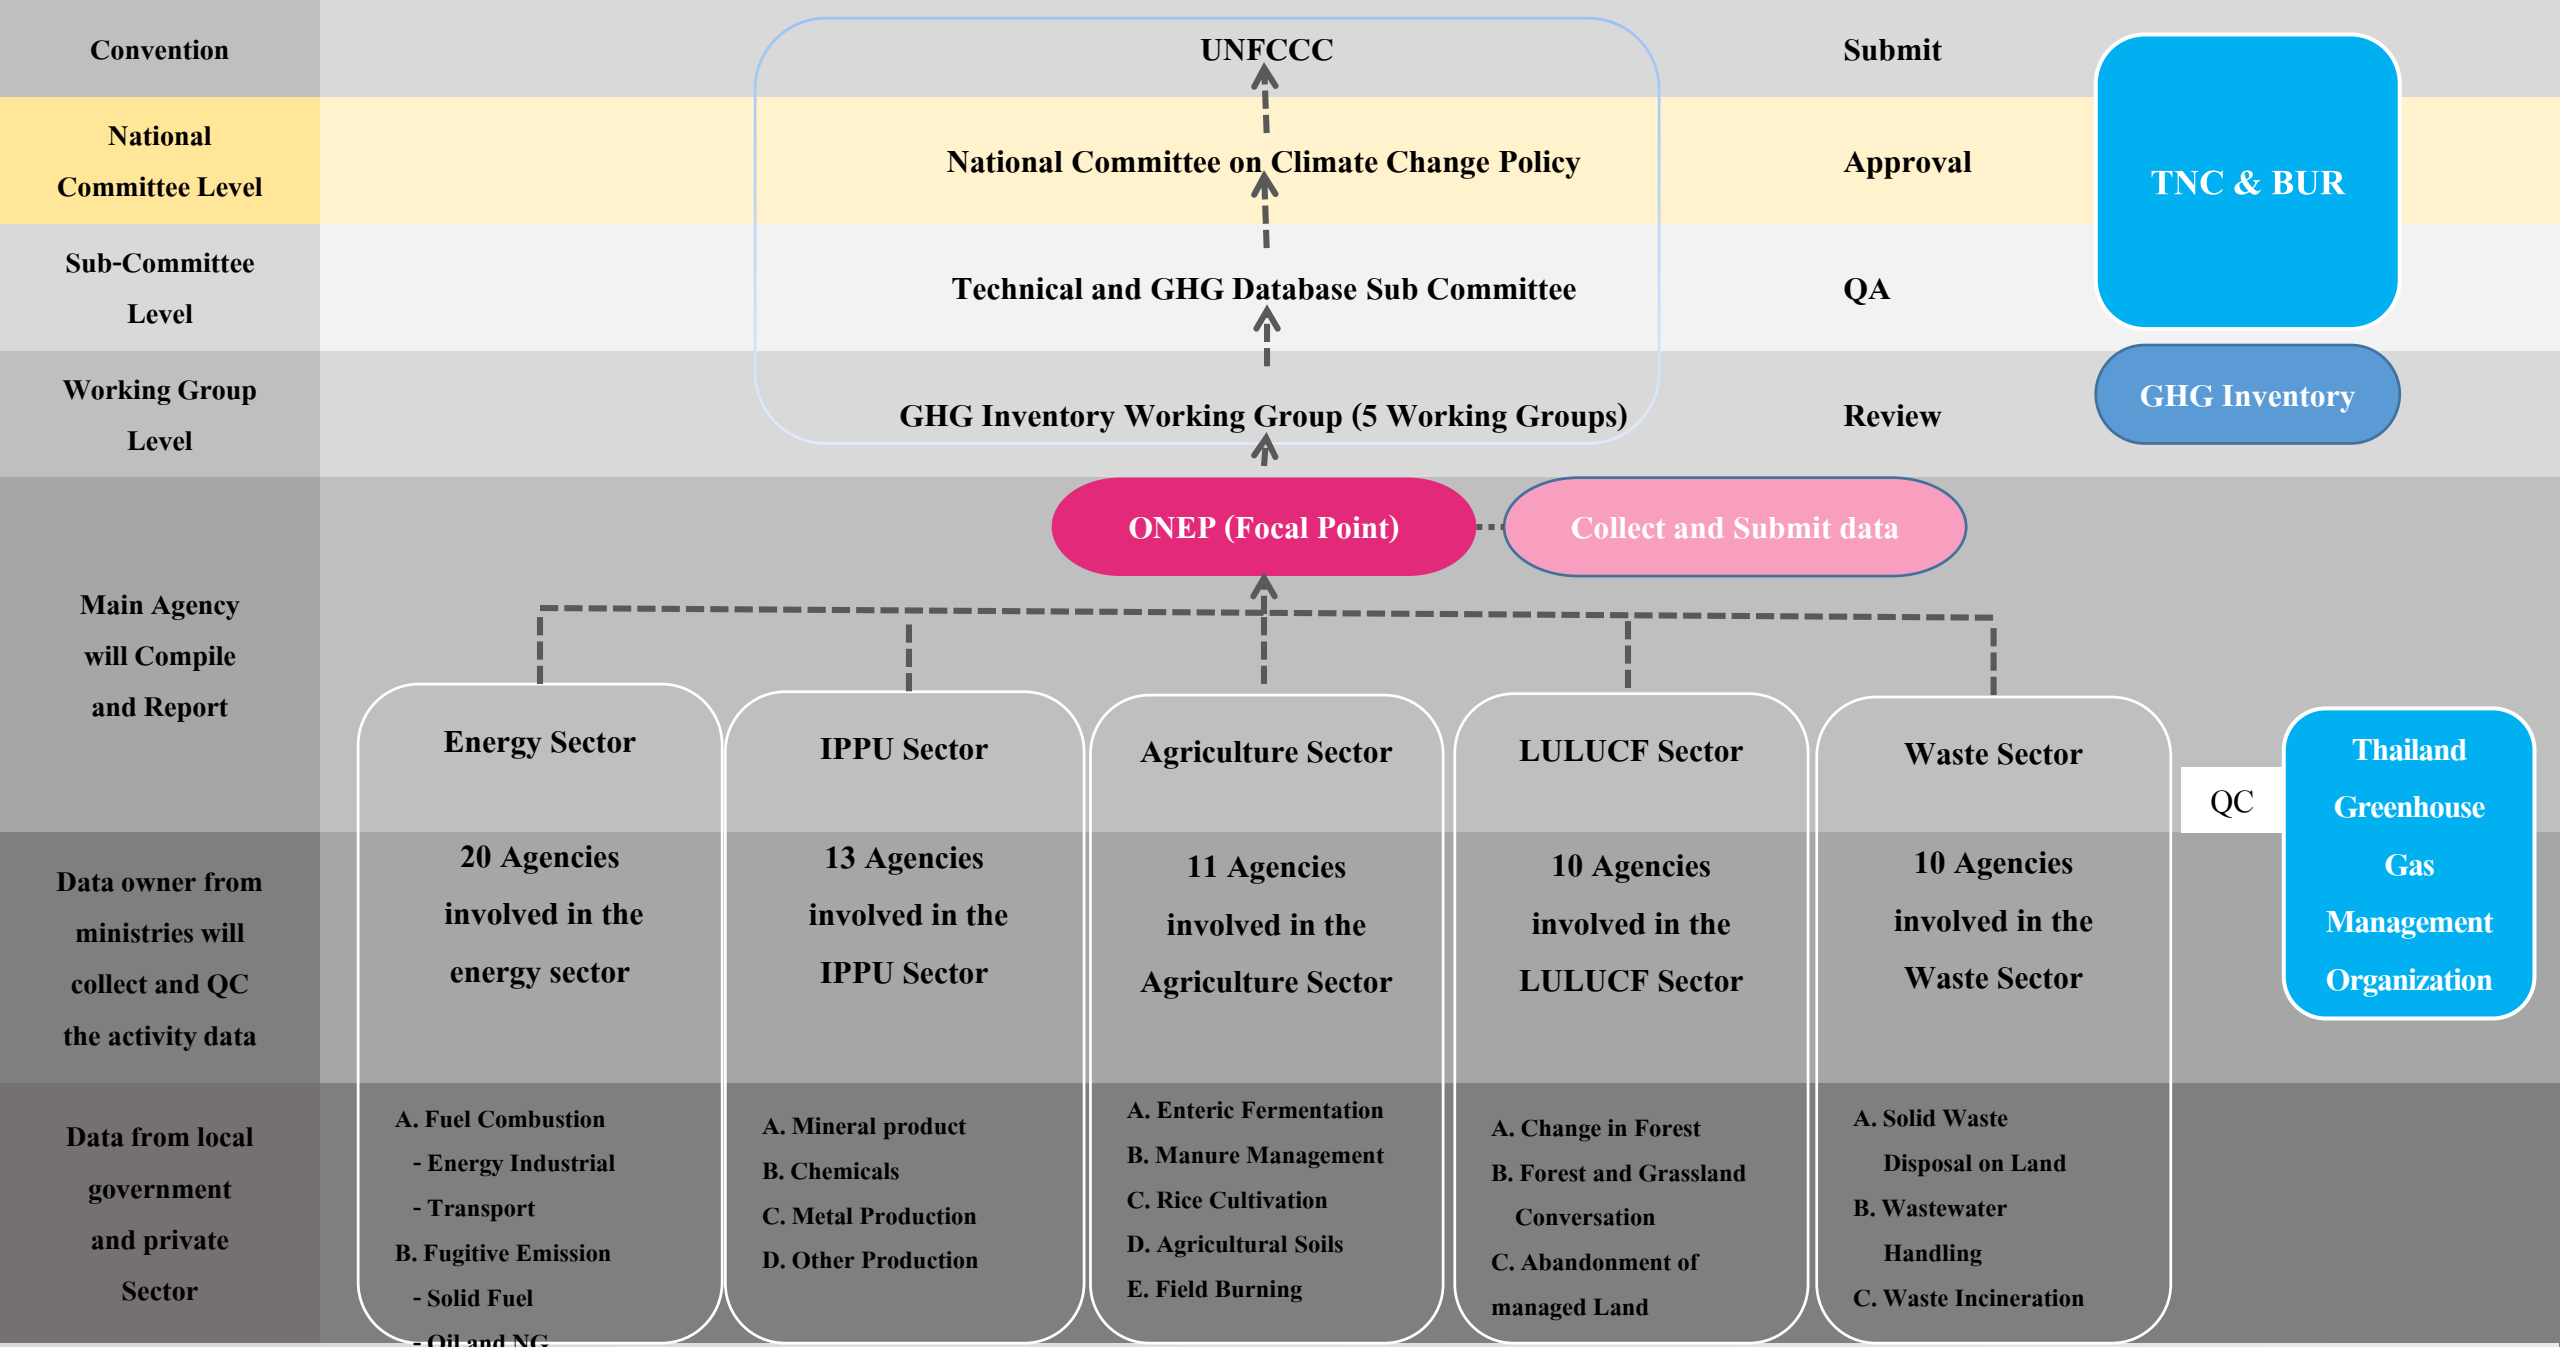 Convention
UNFCCC
Submit
National
Committee Level
National Committee on Climate Change Policy
Approval
TNC & BUR
Sub-Committee
Level
Technical and GHG Database Sub Committee
QA
Working Group
Level
GHG Inventory Working Group (5 Working Groups)
Review
GHG Inventory
Main Agency
will Compile
and Report
ONEP (Focal Point)
Collect and Submit data
Energy Sector
IPPU Sector
Agriculture Sector
LULUCF Sector
Waste Sector
QC
Thailand
Greenhouse
Gas
Management
Organization
Data owner from
ministries will
collect and QC
the activity data
20 Agencies
involved in the
energy sector
13 Agencies
involved in the
IPPU Sector
11 Agencies
involved in the
Agriculture Sector
10 Agencies
involved in the
LULUCF Sector
10 Agencies
involved in the
Waste Sector
Data from local
government
and private
Sector
A. Fuel Combustion
- Energy Industrial
- Transport
B. Fugitive Emission
- Solid Fuel
- Oil and NG
A. Mineral product
B. Chemicals
C. Metal Production
D. Other Production
A. Enteric Fermentation
B. Manure Management
C. Rice Cultivation
D. Agricultural Soils
E. Field Burning
A. Change in Forest
B. Forest and Grassland
Conversation
C. Abandonment of
managed Land
A. Solid Waste
Disposal on Land
B. Wastewater
Handling
C. Waste Incineration